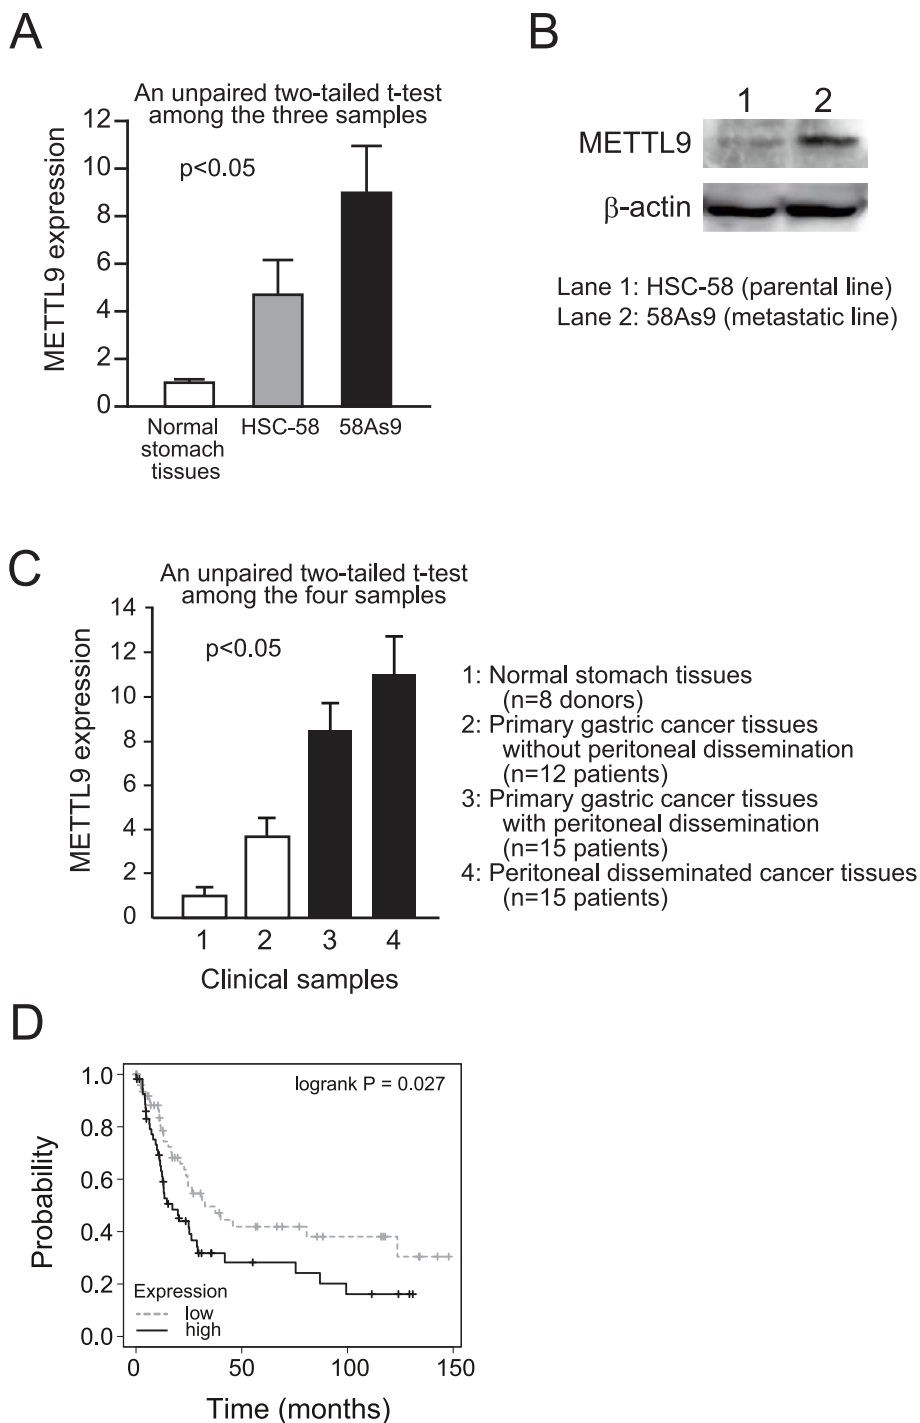 A
An unpaired two-tailed t-test
among the three samples
p<0.05
METTL9 expression
12
10
8
6
4
2
0
Normal
stomach
tissues
HSC-58
58As9
B
1 2
METTL9
β-actin
Lane 1: HSC-58 (parental line)
Lane 2: 58As9 (metastatic line)
C
An unpaired two-tailed t-test
among the four samples
p<0.05
METTL9 expression
14
12
10
8
6
4
2
0
1 2 3 4
Clinical samples
1: Normal stomach tissues
(n=8 donors)
2: Primary gastric cancer tissues
without peritoneal dissemination
(n=12 patients)
3: Primary gastric cancer tissues
with peritoneal dissemination
(n=15 patients)
4: Peritoneal disseminated cancer tissues
(n=15 patients)
D
logrank P = 0.027
Probability
1.0
0.8
0.6
0.4
0.2
0.0
Expression
low
high
0 50 100 150
Time (months)